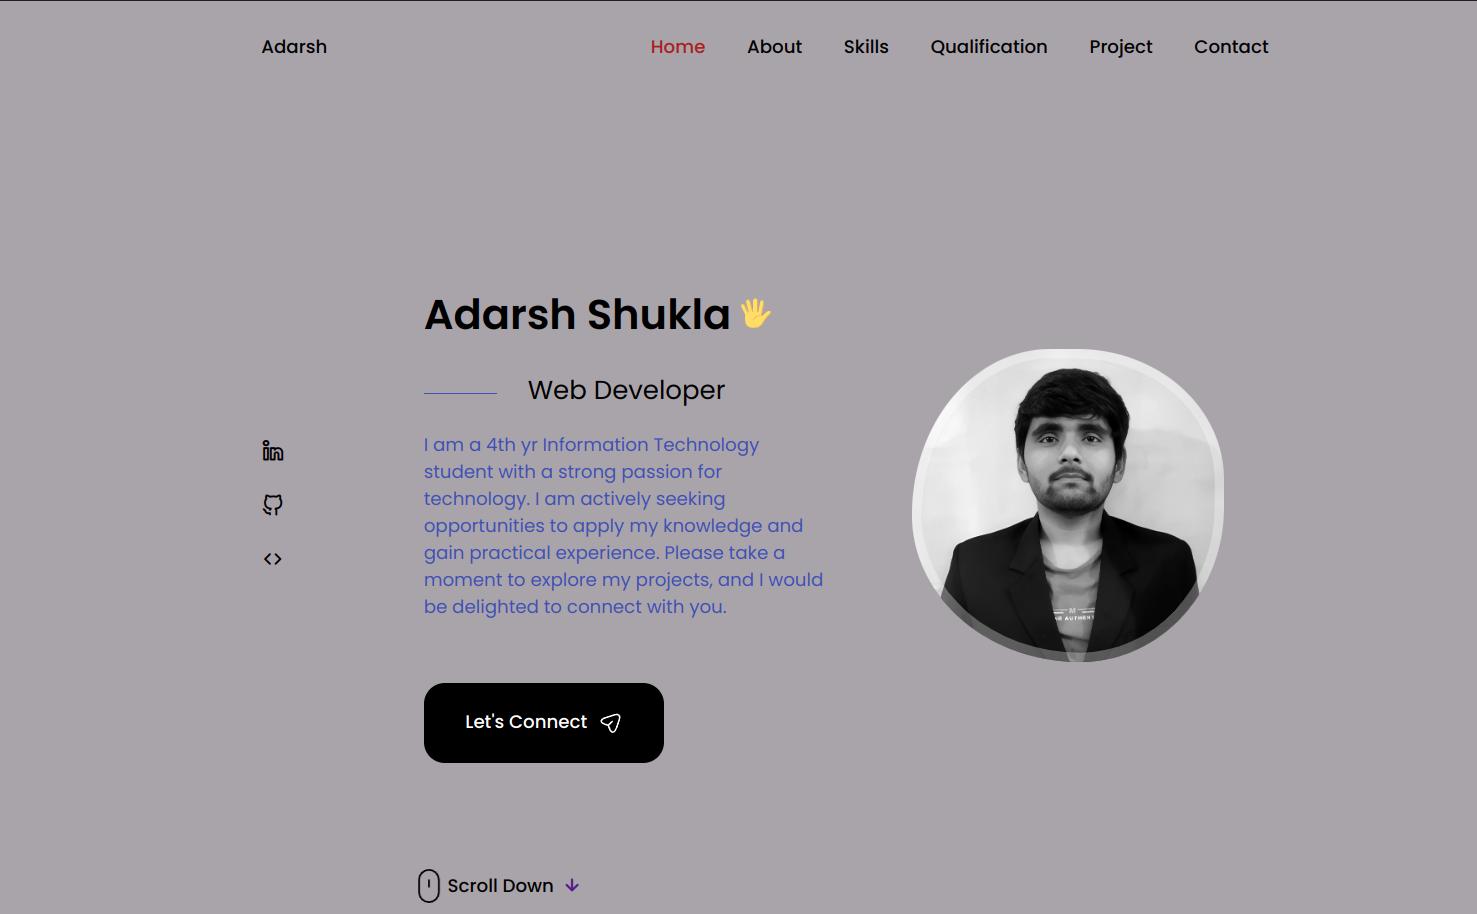 Adarsh
Home About Skills Qualification Project Contact
Adarsh Shukla
Web Developer
I am a 4th yr Information Technology
student with a strong passion for
technology. I am actively seeking
opportunities to apply my knowledge and
gain practical experience. Please take a
moment to explore my projects, and I would
be delighted to connect with you.
M
Let's Connect
Scroll Down